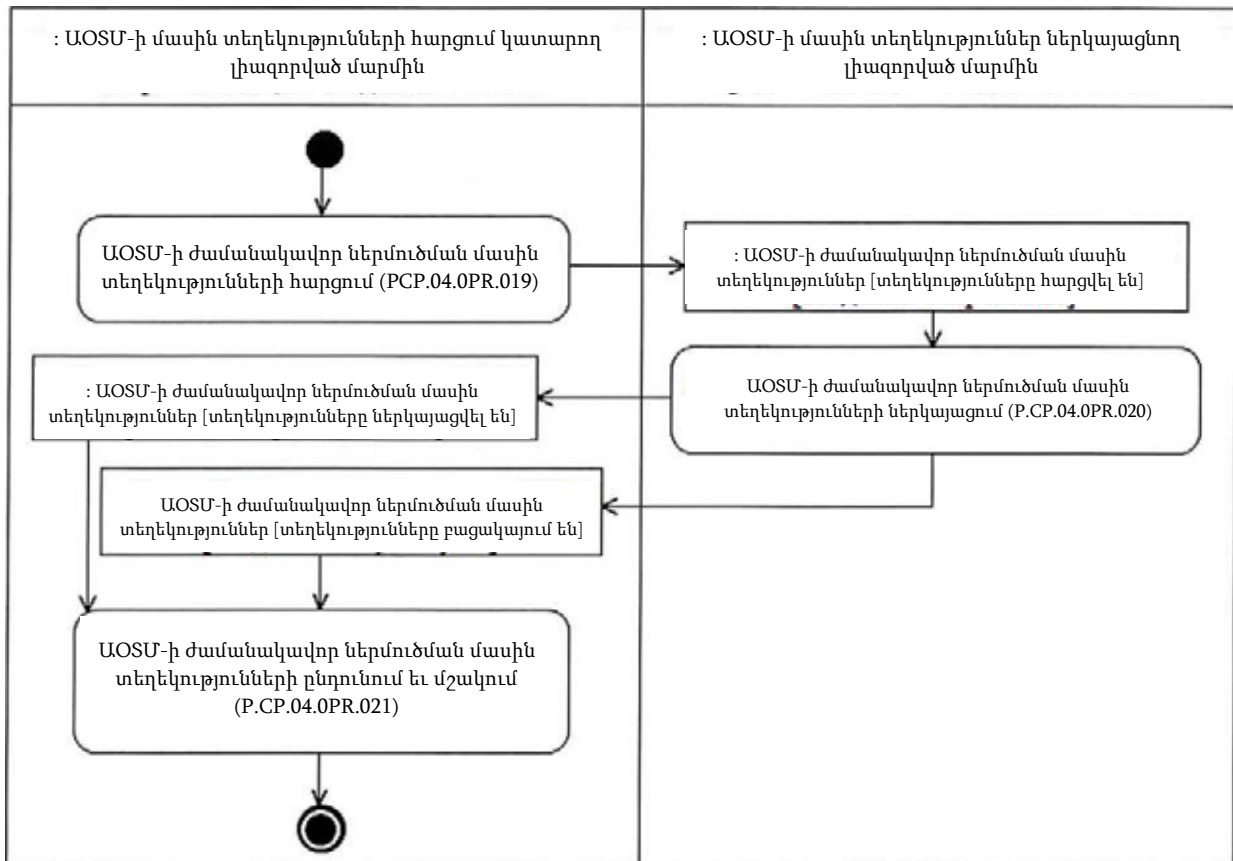 : ԱՕՏՄ-ի մասին տեղեկությունների հարցում կատարող
լիազորված մարմին
: ԱՕՏՄ-ի մասին տեղեկություններ ներկայացնող
լիազորված մարմին
ԱՕՏՄ-ի ժամանակավոր ներմուծման մասին
տեղեկությունների հարցում (PCP.04.0PR.019)
: ԱՕՏՄ-ի ժամանակավոր ներմուծման մասին
տեղեկություններ [տեղեկությունները հարցվել են]
ԱՕՏՄ-ի ժամանակավոր ներմուծման մասին
տեղեկությունների ներկայացում (P.CP.04.0PR.020)
: ԱՕՏՄ-ի ժամանակավոր ներմուծման մասին
տեղեկություններ [տեղեկությունները ներկայացվել են]
ԱՕՏՄ-ի ժամանակավոր ներմուծման մասին
տեղեկություններ [տեղեկությունները բացակայում են]
ԱՕՏՄ-ի ժամանակավոր ներմուծման մասին
տեղեկությունների ընդունում եւ մշակում
(P.CP.04.0PR.021)